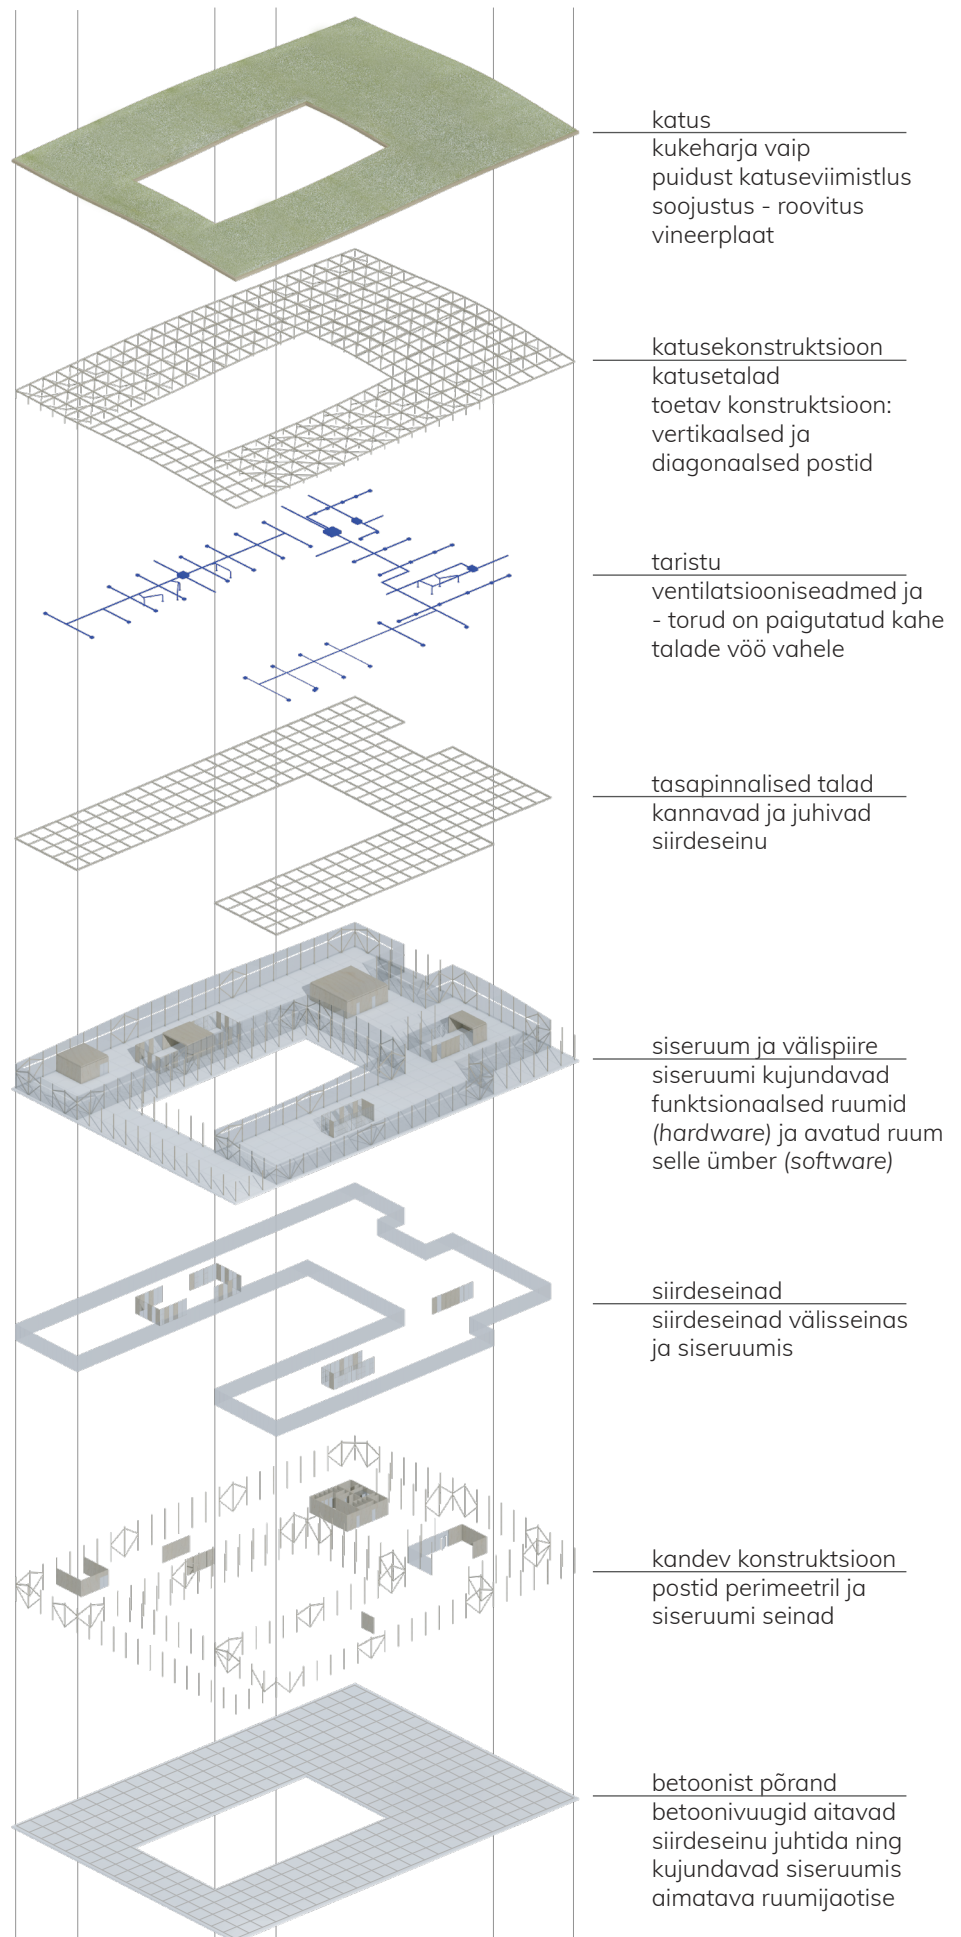 katus
kukeharja vaip
puidust katuseviimistlus
soojustus - roovitus
vineerplaat
katusekonstruktsioon
katusetalad
toetav konstruktsioon:
vertikaalsed ja
diagonaalsed postid
taristu
ventilatsiooniseadmed ja
- torud on paigutatud kahe
talade vöö vahele
tasapinnalised talad
kannavad ja juhivad
siirdeseinu
siseruum ja välispiire
siseruumi kujundavad
funktsionaalsed ruumid
(hardware) ja avatud ruum
selle ümber (software)
siirdeseinad
siirdeseinad välisseinas
ja siseruumis
kandev konstruktsioon
postid perimeetril ja
siseruumi seinad
betoonist põrand
betoonivuugid aitavad
siirdeseinu juhtida ning
kujundavad siseruumis
aimatava ruumijaotise